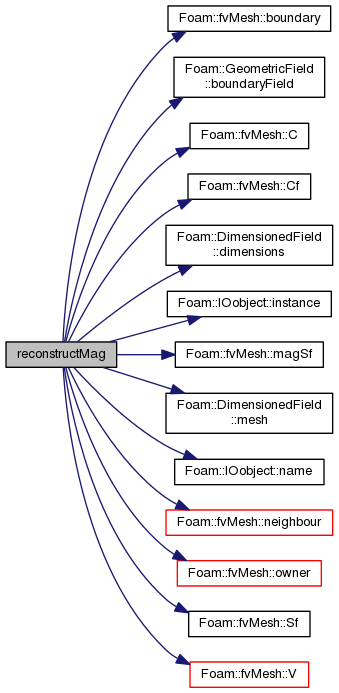 Foam::fvMesh::boundary
Foam::GeometricField
::boundaryField
Foam::fvMesh::C
Foam::fvMesh::Cf
Foam::DimensionedField
::dimensions
Foam::IOobject::instance
reconstructMag
Foam::fvMesh::magSf
Foam::DimensionedField
::mesh
Foam::IOobject::name
Foam::fvMesh::neighbour
Foam::fvMesh::owner
Foam::fvMesh::Sf
Foam::fvMesh::V